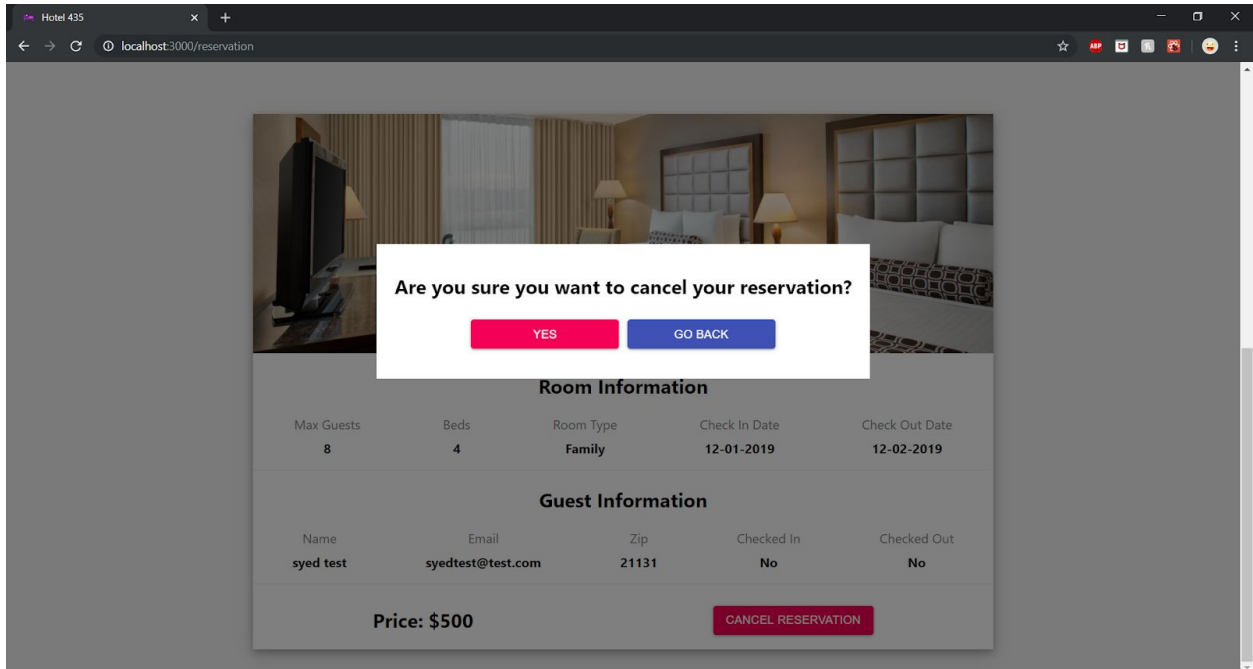 Hotel 435
localhost:3000/reservation
ABP
Are you sure you want to cancel your reservation?
YES GO BACK
Room Information
Max Guests Beds Room Type Check In Date Check Out Date
8 4 Family 12-01-2019 12-02-2019
Guest Information
Name Email Zip Checked In Checked Out
syed test syedtest@test.com 21131 No No
Price: $500 CANCEL RESERVATION